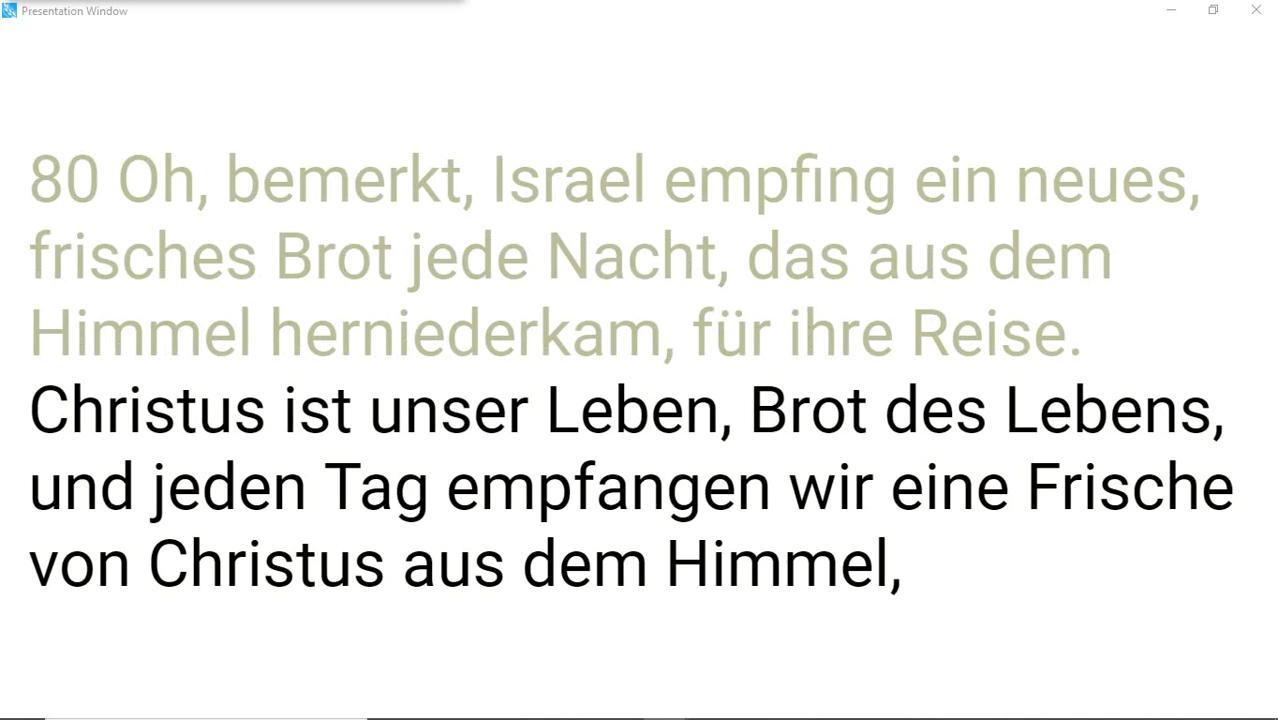 Presentation Window
80 Oh, bemerkt, Israel empfing ein neues,
frisches Brot jede Nacht, das aus dem
Himmel herniederkam, für ihre Reise.
Christus ist unser Leben, Brot des Lebens,
und jeden Tag empfangen wir eine Frische
von Christus aus dem Himmel,